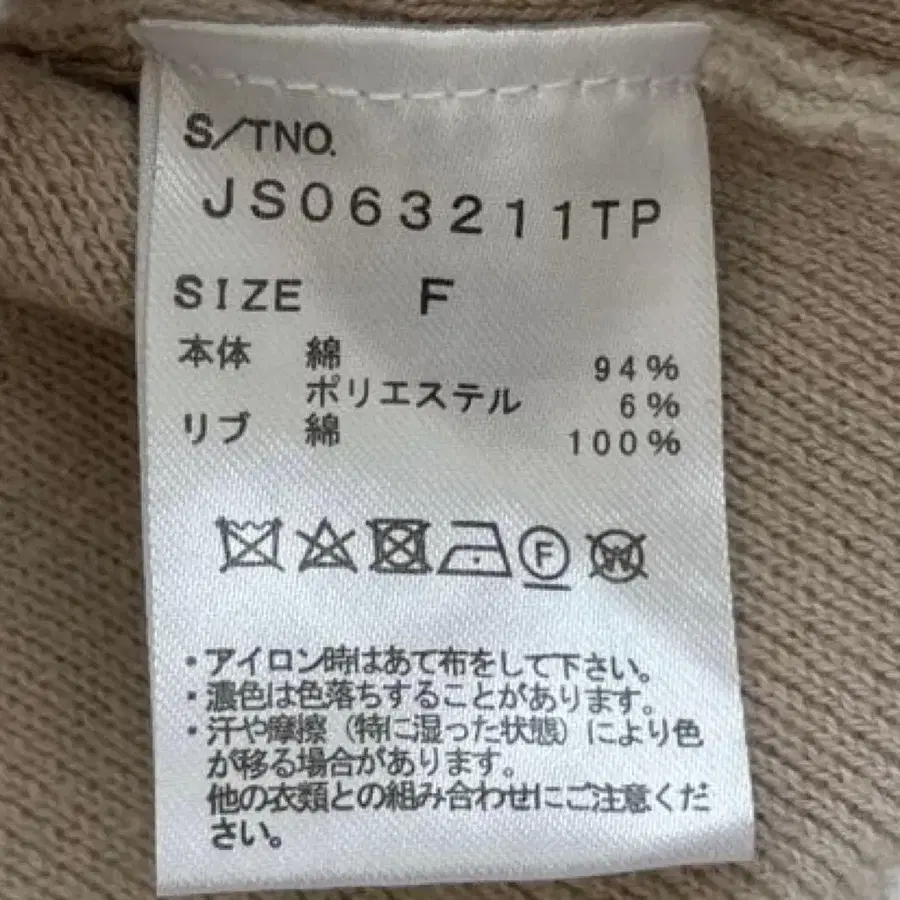 S/TNO.
JS063211TP
SIZE F
本体 綿 94%
ポリエステル 6%
リブ 綿 100%
F W
・アイロン時はあて布をして下さい。
・濃色は色落ちすることがあります。
・汗や摩擦(特に湿った状態)により色
が移る場合があります。
他の衣類との組み合わせにご注意くだ
さい。